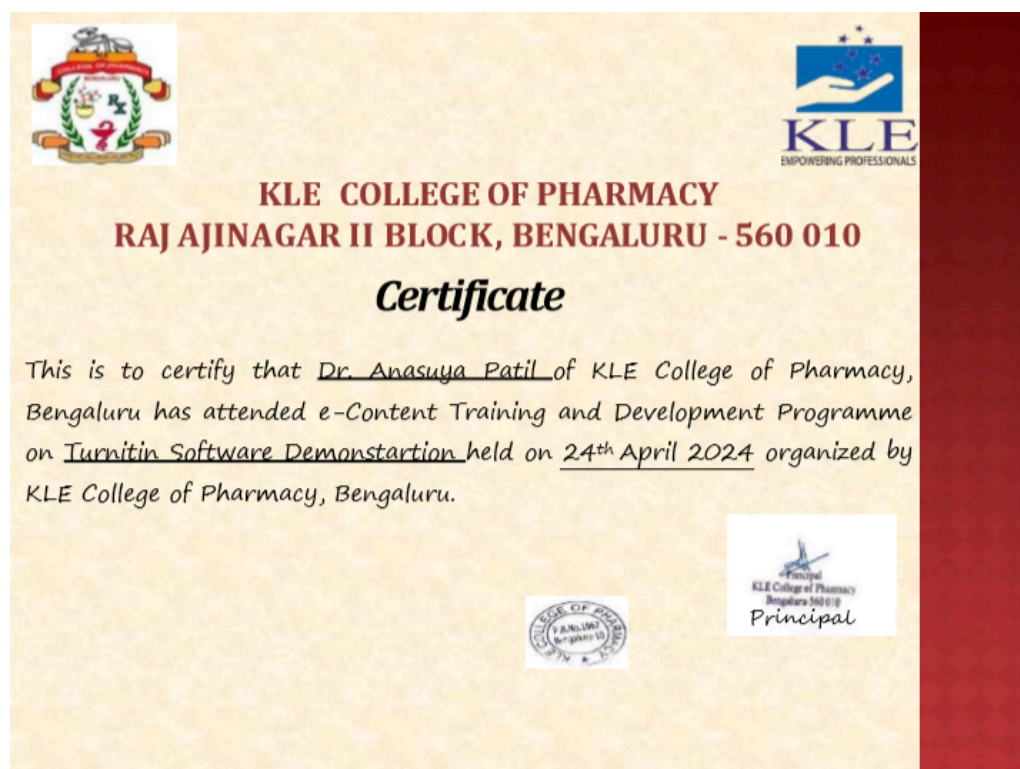 COLLEGE OF PHARMACY
BENGALURU
Rx
KLE
EMPOWERING PROFESSIONALS
KLE COLLEGE OF PHARMACY
RAJ AJINAGAR II BLOCK, BENGALURU - 560 010
Certificate
This is to certify that Dr. Anasuya Patil of KLE College of Pharmacy,
Bengaluru has attended e-Content Training and Development Programme
on Turnitin Software Demonstartion held on 24th April 2024 organized by
KLE College of Pharmacy, Bengaluru.
Principal
KLE College of Pharmacy
Bengaluru-560 010
Principal
KLE COLLEGE OF PHARMACY
Bengaluru-10